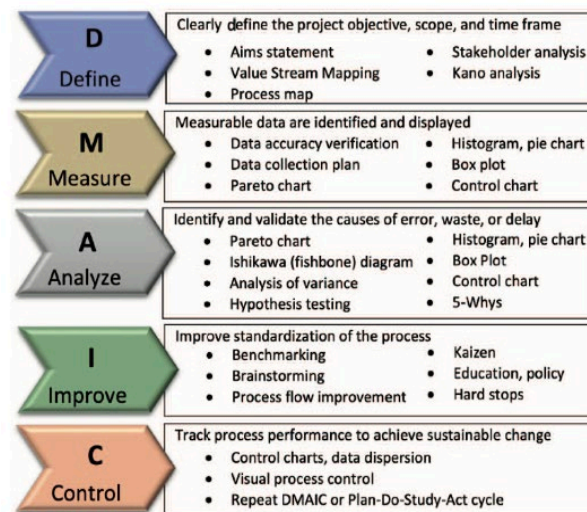 D
Define
Clearly define the project objective, scope, and time frame
• Aims statement
• Value Stream Mapping
• Process map
• Stakeholder analysis
• Kano analysis
M
Measure
Measurable data are identified and displayed
• Data accuracy verification
• Data collection plan
• Pareto chart
• Histogram, pie chart
• Box plot
• Control chart
A
Analyze
Identify and validate the causes of error, waste, or delay
• Pareto chart
• Ishikawa (fishbone) diagram
• Analysis of variance
• Hypothesis testing
• Histogram, pie chart
• Box Plot
• Control chart
• 5-Whys
I
Improve
Improve standardization of the process
• Benchmarking
• Brainstorming
• Process flow improvement
• Kaizen
• Education, policy
• Hard stops
C
Control
Track process performance to achieve sustainable change
• Control charts, data dispersion
• Visual process control
• Repeat DMAIC or Plan-Do-Study-Act cycle